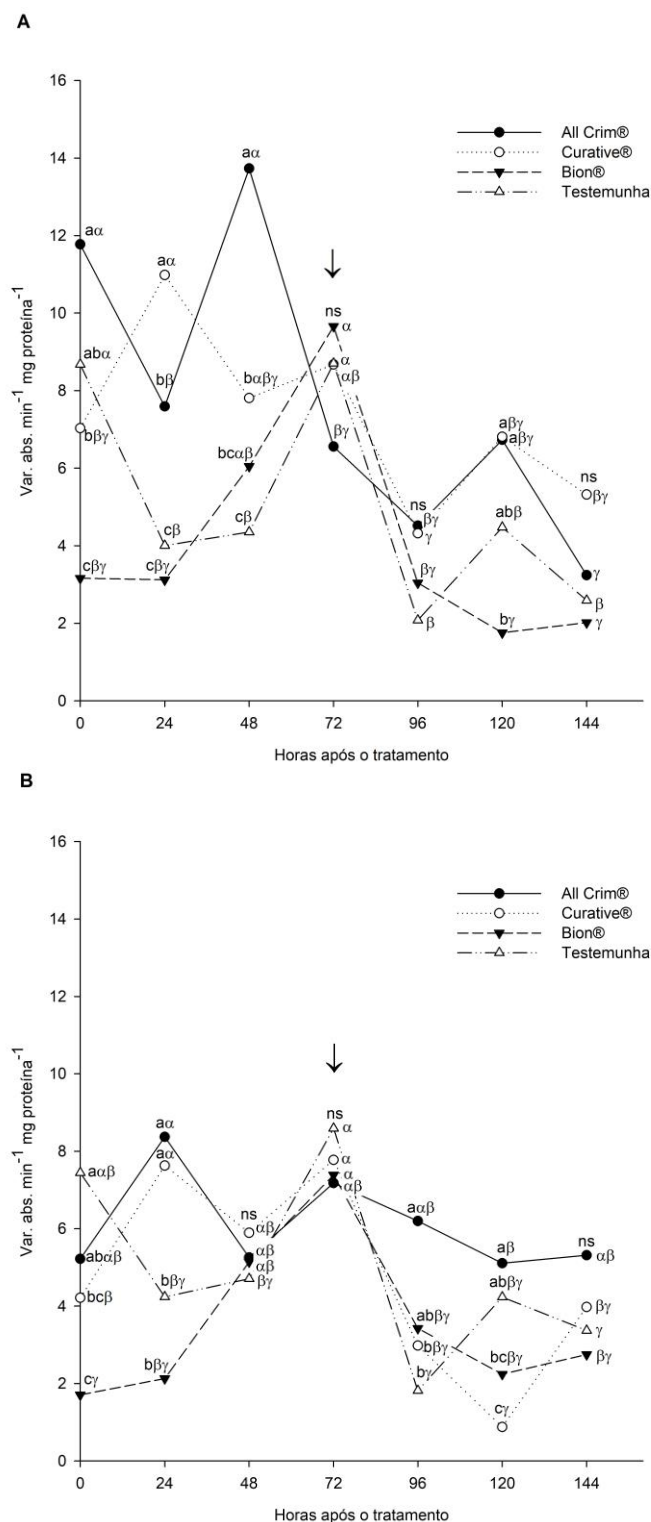 A
16
14
12
10
8
6
4
2
0
Var. abs. min⁻¹ mg proteína⁻¹
All Crim®
Curative®
Bion®
Testemunha
aα
aα
aα
abα
bβ
bβγ
bαβγ
bcαβ
cβγ
cβγ
cβ
cβ
ns
α
α
αβ
βγ
ns
βγ
γ
βγ
β
aβγ
aβγ
abβ
bγ
ns
βγ
γ
β
γ
0 24 48 72 96 120 144
Horas após o tratamento
B
16
14
12
10
8
6
4
2
0
Var. abs. min⁻¹ mg proteína⁻¹
All Crim®
Curative®
Bion®
Testemunha
aαβ
abαβ
bcβ
cγ
aα
aα
bβγ
bβγ
ns
αβ
αβ
αβ
βγ
ns
α
α
α
αβ
aαβ
abβγ
bβγ
bγ
aβ
abβγ
bcβγ
cγ
ns
αβ
βγ
γ
βγ
0 24 48 72 96 120 144
Horas após o tratamento